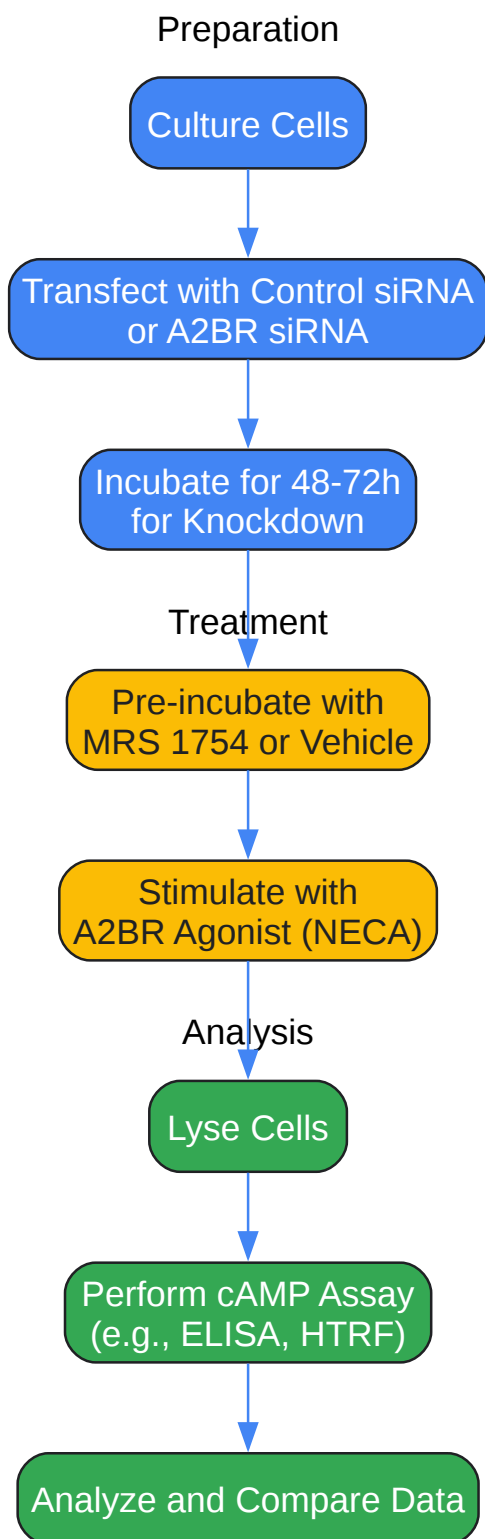 Preparation
Culture Cells
Transfect with Control siRNA
or A2BR siRNA
Incubate for 48-72h
for Knockdown
Treatment
Pre-incubate with
MRS 1754 or Vehicle
Stimulate with
A2BR Agonist (NECA)
Analysis
Lyse Cells
Perform cAMP Assay
(e.g., ELISA, HTRF)
Analyze and Compare Data